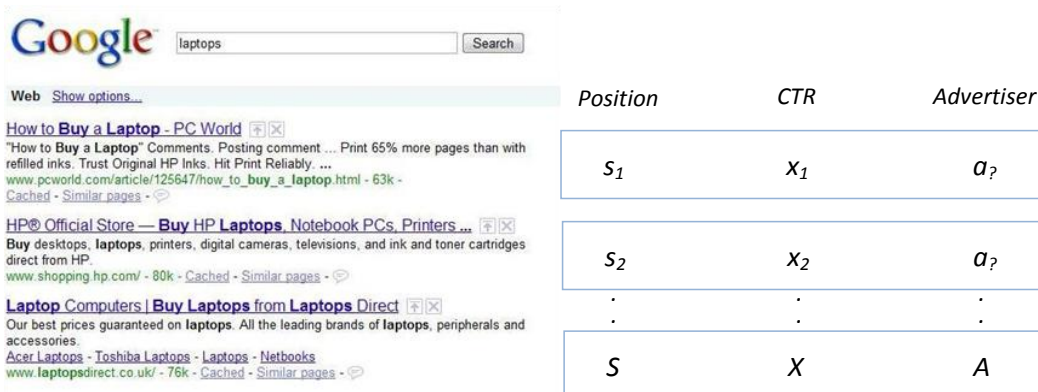 Google
laptops
Search
Web Show options...
How to Buy a Laptop - PC World
"How to Buy a Laptop" Comments. Posting comment ... Print 65% more pages than with
refilled inks. Trust Original HP Inks. Hit Print Reliably. ...
www.pcworld.com/article/125647/how_to_buy_a_laptop.html - 63k -
Cached - Similar pages -
HP® Official Store — Buy HP Laptops, Notebook PCs, Printers ...
Buy desktops, laptops, printers, digital cameras, televisions, and ink and toner cartridges
direct from HP.
www.shopping.hp.com/ - 80k - Cached - Similar pages -
Laptop Computers | Buy Laptops from Laptops Direct
Our best prices guaranteed on laptops. All the leading brands of laptops, peripherals and
accessories.
Acer Laptops - Toshiba Laptops - Laptops - Netbooks
www.laptopsdirect.co.uk/ - 76k - Cached - Similar pages -
Position CTR Advertiser
s1 x1 a?
s2 x2 a?
. . .
. . .
S X A